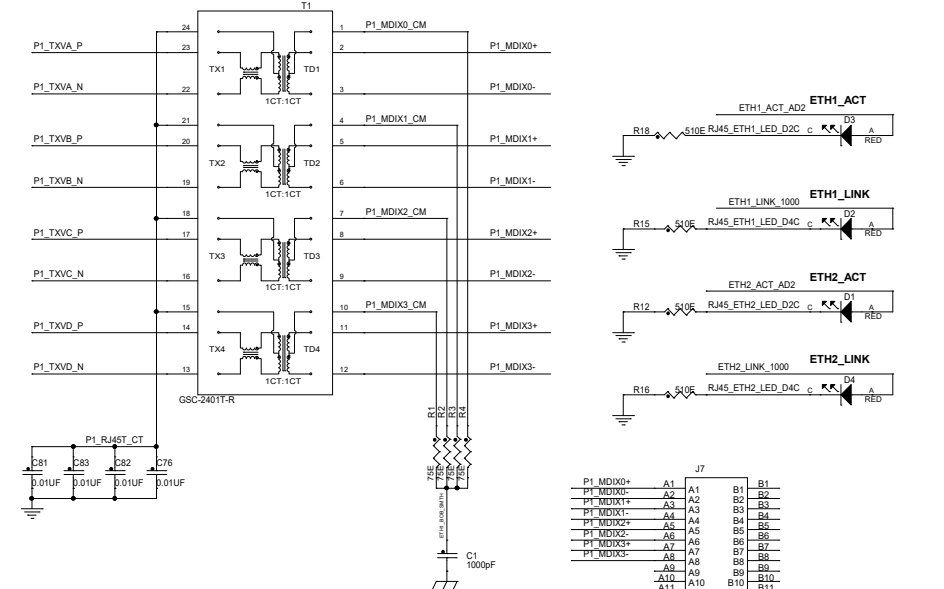 T1
24 1 P1_MDIX0_CM
P1_TXVA_P 23 2 P1_MDIX0+
TX1 TD1
P1_TXVA_N 22 3 P1_MDIX0-
1CT:1CT
21 4 P1_MDIX1_CM
P1_TXVB_P 20 5 P1_MDIX1+
TX2 TD2
P1_TXVB_N 19 6 P1_MDIX1-
1CT:1CT
18 7 P1_MDIX2_CM
P1_TXVC_P 17 8 P1_MDIX2+
TX3 TD3
P1_TXVC_N 16 9 P1_MDIX2-
1CT:1CT
15 10 P1_MDIX3_CM
P1_TXVD_P 14 11 P1_MDIX3+
TX4 TD4
P1_TXVD_N 13 12 P1_MDIX3-
1CT:1CT
GSC-2401T-R
R1 R2 R3 R4
75E 75E 75E 75E
P1_RJ45T_CT
C81 C83 C82 C76
0.01UF 0.01UF 0.01UF 0.01UF
ETH1_BOB_SMTH
C1
1000pF
ETH1_ACT
ETH1_ACT_AD2
D3
R18 510E RJ45_ETH1_LED_D2C C A
RED
ETH1_LINK
ETH1_LINK_1000
D2
R15 510E RJ45_ETH1_LED_D4C C A
RED
ETH2_ACT
ETH2_ACT_AD2
D1
R12 510E RJ45_ETH2_LED_D2C C A
RED
ETH2_LINK
ETH2_LINK_1000
D4
R16 510E RJ45_ETH2_LED_D4C C A
RED
J7
P1_MDIX0+ A1 A1 B1 B1
P1_MDIX0- A2 A2 B2 B2
P1_MDIX1+ A3 A3 B3 B3
P1_MDIX1- A4 A4 B4 B4
P1_MDIX2+ A5 A5 B5 B5
P1_MDIX2- A6 A6 B6 B6
P1_MDIX3+ A7 A7 B7 B7
P1_MDIX3- A8 A8 B8 B8
A9 A9 B9 B9
A10 A10 B10 B10
A11 B11